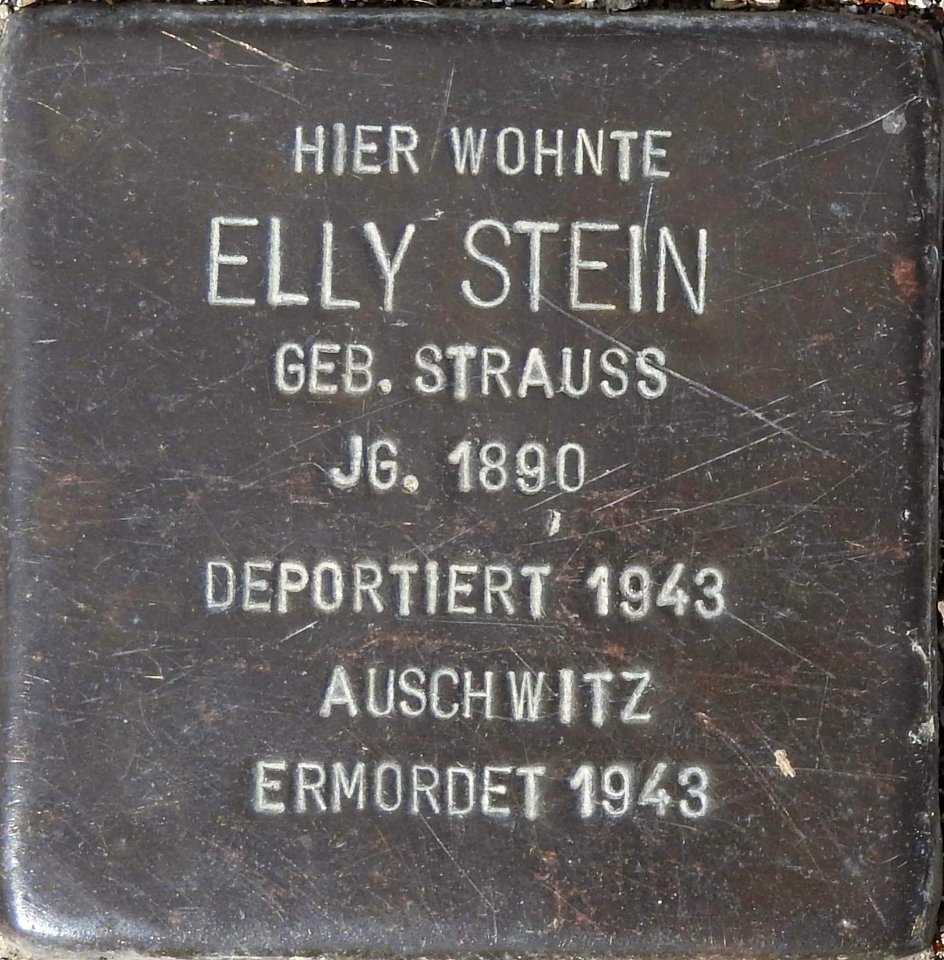 HIER WOHNTE
ELLY STEIN
GEB. STRAUSS
JG. 1890
DEPORTIERT 1943
AUSCHWITZ
ERMORDET 1943